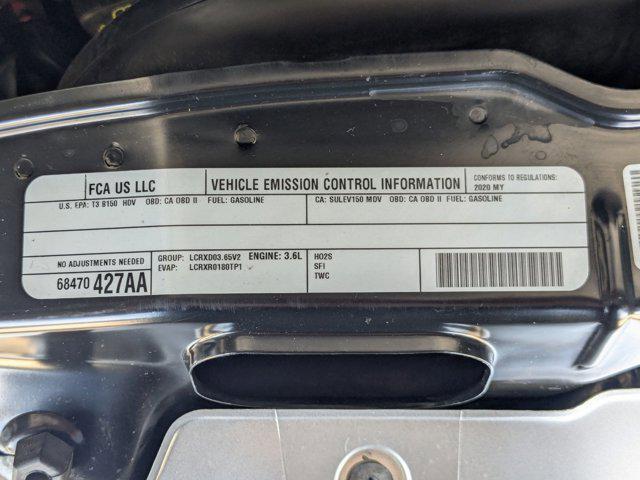 FCA US LLC
VEHICLE EMISSION CONTROL INFORMATION
CONFORMS TO REGULATIONS:
2020 MY
U.S. EPA: T3 B150 HDV OBD: CA OBD II FUEL: GASOLINE
CA: SULEV150 MDV OBD: CA OBD II FUEL: GASOLINE
NO ADJUSTMENTS NEEDED
68470 427AA
GROUP: LCRXD03.65V2 ENGINE: 3.6L
EVAP: LCRXR0180TP1
HO2S
SFI
TWC